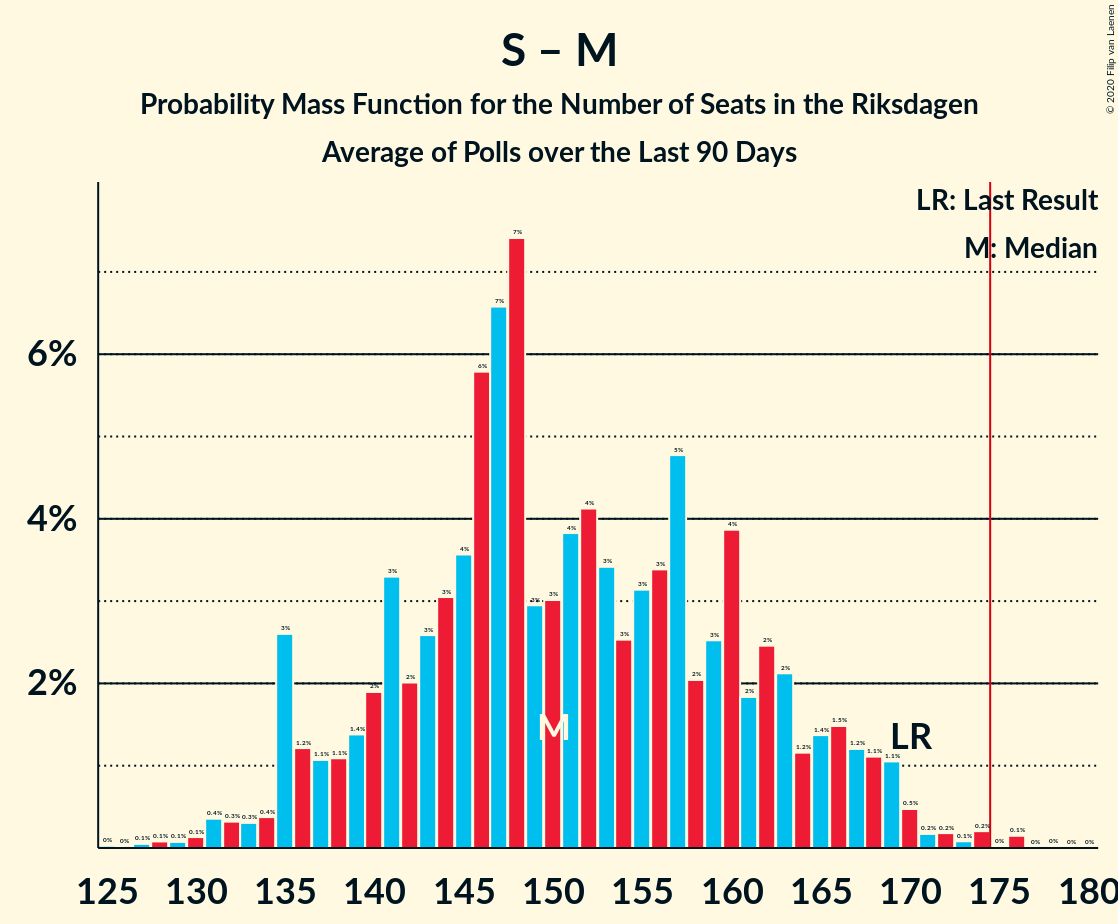 S – M
Probability Mass Function for the Number of Seats in the Riksdagen
Average of Polls over the Last 90 Days
© 2020 Filip van Laenen
LR: Last Result
M: Median
6%
4%
2%
0% 0% 0.1% 0.1% 0.1% 0.1% 0.4% 0.3% 0.3% 0.4% 3% 1.2% 1.1% 1.1% 1.4% 2% 3% 2% 3% 3% 4% 6% 7% 7% 3% 3% 4% 4% 3% 3% 3% 3% 5% 2% 3% 4% 2% 2% 2% 1.2% 1.4% 1.5% 1.2% 1.1% 1.1% 0.5% 0.2% 0.2% 0.1% 0.2% 0% 0.1% 0% 0% 0% 0%
M
LR
125 130 135 140 145 150 155 160 165 170 175 180